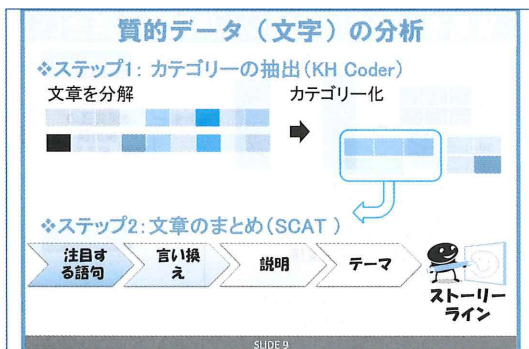 質的データ（文字）の分析
❖ステップ1: カテゴリーの抽出(KH Coder)
文章を分解
カテゴリー化
❖ステップ2:文章のまとめ(SCAT )
注目す
る語句
言い換
え
説明
テーマ
ストーリー
ライン
SLIDE 9